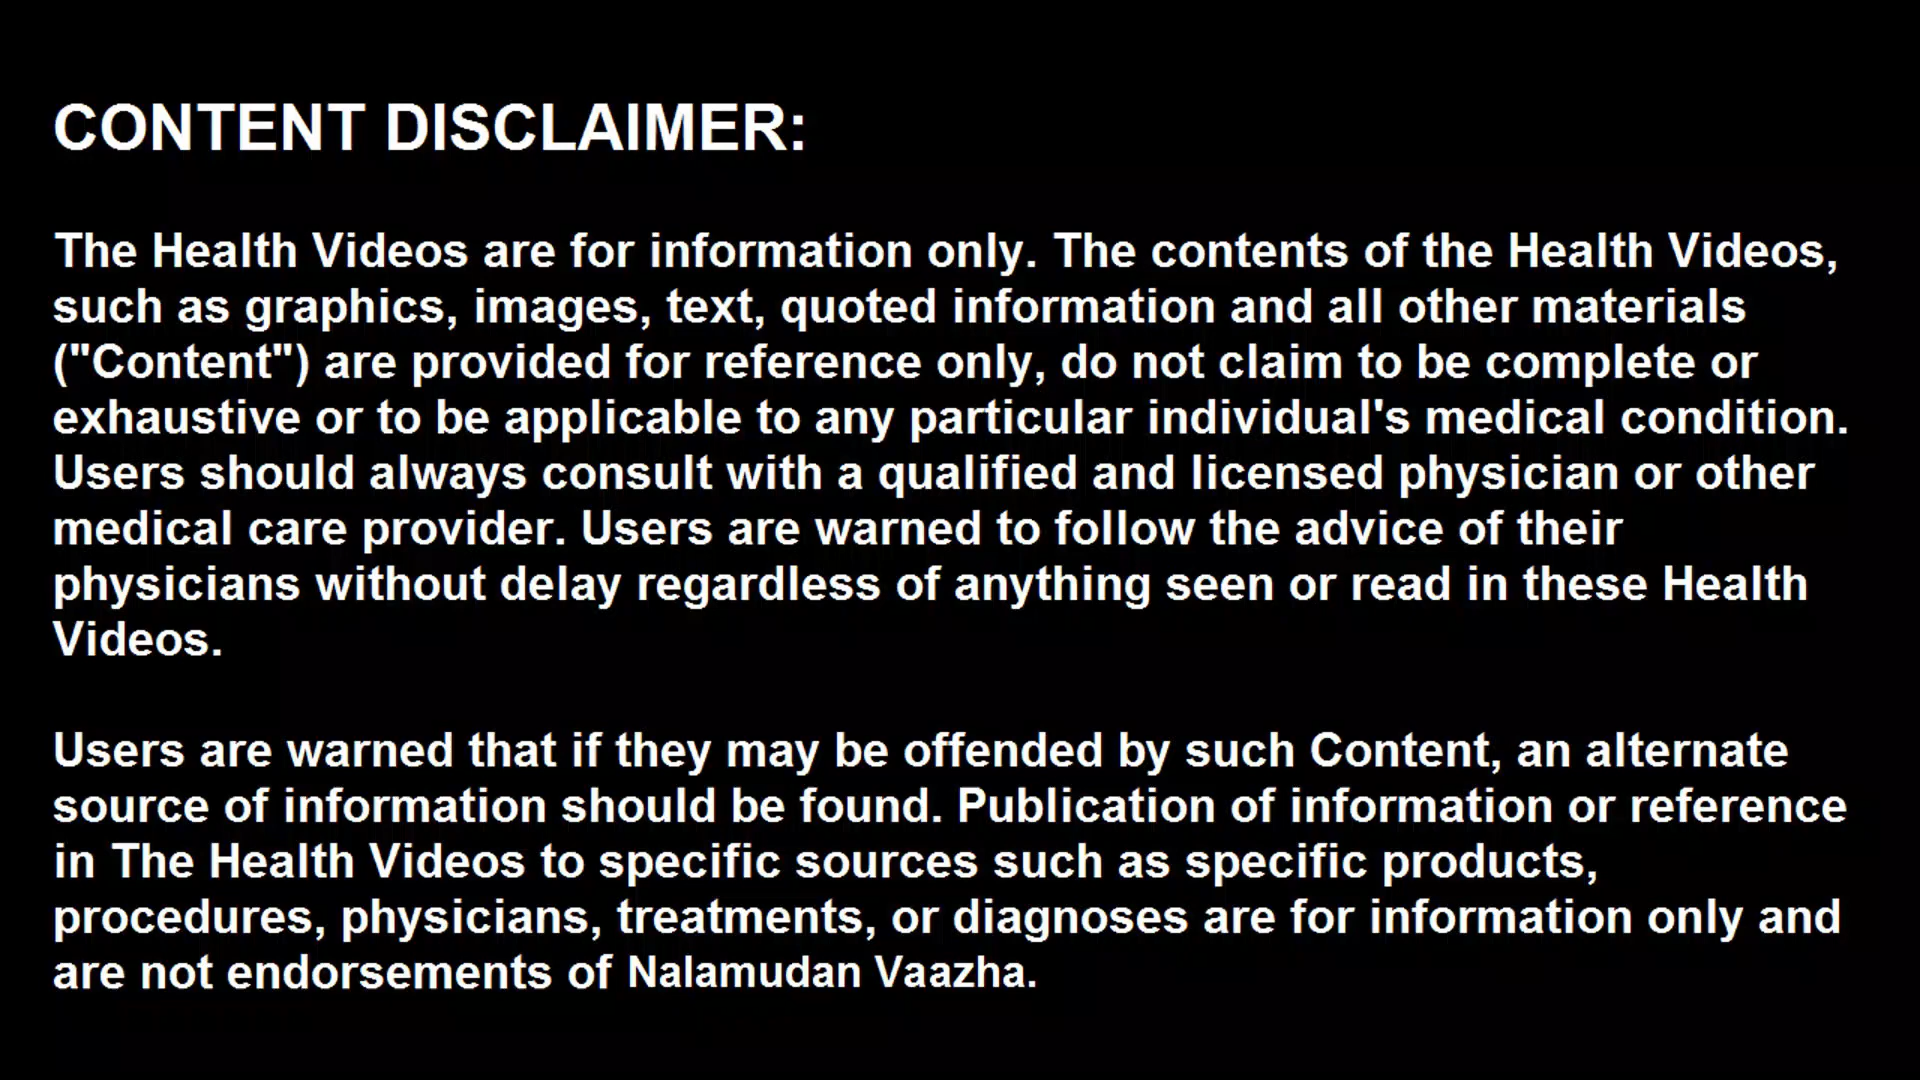 CONTENT DISCLAIMER:
The Health Videos are for information only. The contents of the Health Videos,
such as graphics, images, text, quoted information and all other materials
("Content") are provided for reference only, do not claim to be complete or
exhaustive or to be applicable to any particular individual's medical condition.
Users should always consult with a qualified and licensed physician or other
medical care provider. Users are warned to follow the advice of their
physicians without delay regardless of anything seen or read in these Health
Videos.
Users are warned that if they may be offended by such Content, an alternate
source of information should be found. Publication of information or reference
in The Health Videos to specific sources such as specific products,
procedures, physicians, treatments, or diagnoses are for information only and
are not endorsements of Nalamudan Vaazha.